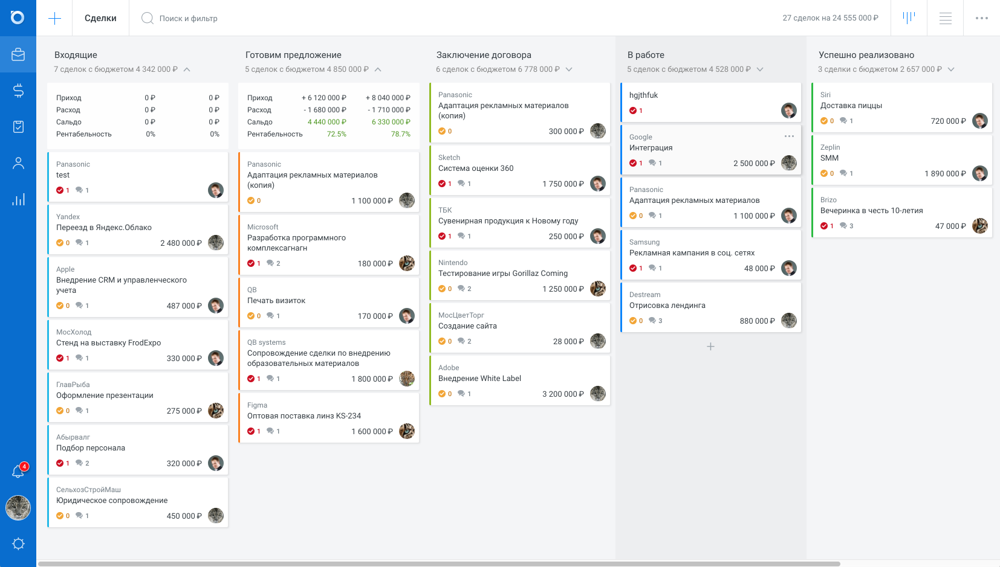 Сделки
Поиск и фильтр
27 сделок на 24 555 000 ₽
Входящие
7 сделок с бюджетом 4 342 000 ₽
Приход 0 ₽ 0 ₽
Расход 0 ₽ 0 ₽
Сальдо 0 ₽ 0 ₽
Рентабельность 0% 0%
Panasonic
test
1 1
Yandex
Переезд в Яндекс.Облако
0 1 2 480 000 ₽
Apple
Внедрение CRM и управленческого
учета
0 1 487 000 ₽
МосХолод
Стенд на выставку FrodExpo
1 1 330 000 ₽
ГлавРыба
Оформление презентации
0 1 275 000 ₽
Абырвалг
Подбор персонала
1 2 320 000 ₽
СельхозСтройМаш
Юридическое сопровождение
0 1 450 000 ₽
Готовим предложение
5 сделок с бюджетом 4 850 000 ₽
Приход + 6 120 000 ₽ + 8 040 000 ₽
Расход - 1 680 000 ₽ - 1 710 000 ₽
Сальдо 4 440 000 ₽ 6 330 000 ₽
Рентабельность 72.5% 78.7%
Panasonic
Адаптация рекламных материалов
(копия)
0 1 100 000 ₽
Microsoft
Разработка программного
комплексагнагн
1 2 180 000 ₽
QB
Печать визиток
0 1 170 000 ₽
QB systems
Сопровождение сделки по внедрению
образовательных материалов
1 1 1 800 000 ₽
Figma
Оптовая поставка линз KS-234
1 1 1 600 000 ₽
Заключение договора
6 сделок с бюджетом 6 778 000 ₽
Panasonic
Адаптация рекламных материалов
(копия)
0 300 000 ₽
Sketch
Система оценки 360
1 1 1 750 000 ₽
ТБК
Сувенирная продукция к Новому году
1 1 250 000 ₽
Nintendo
Тестирование игры Gorillaz Coming
0 2 1 250 000 ₽
МосЦветТорг
Создание сайта
0 2 28 000 ₽
Adobe
Внедрение White Label
0 1 3 200 000 ₽
В работе
5 сделок с бюджетом 4 528 000 ₽
hgjthfuk
1
Google
Интеграция
1 1 2 500 000 ₽
Panasonic
Адаптация рекламных материалов
0 1 1 100 000 ₽
Samsung
Рекламная кампания в соц. сетях
1 1 48 000 ₽
Destream
Отрисовка лендинга
0 3 880 000 ₽
Успешно реализовано
3 сделки с бюджетом 2 657 000 ₽
Siri
Доставка пиццы
0 1 720 000 ₽
Zeplin
SMM
0 1 1 890 000 ₽
Brizo
Вечеринка в честь 10-летия
1 3 47 000 ₽
4